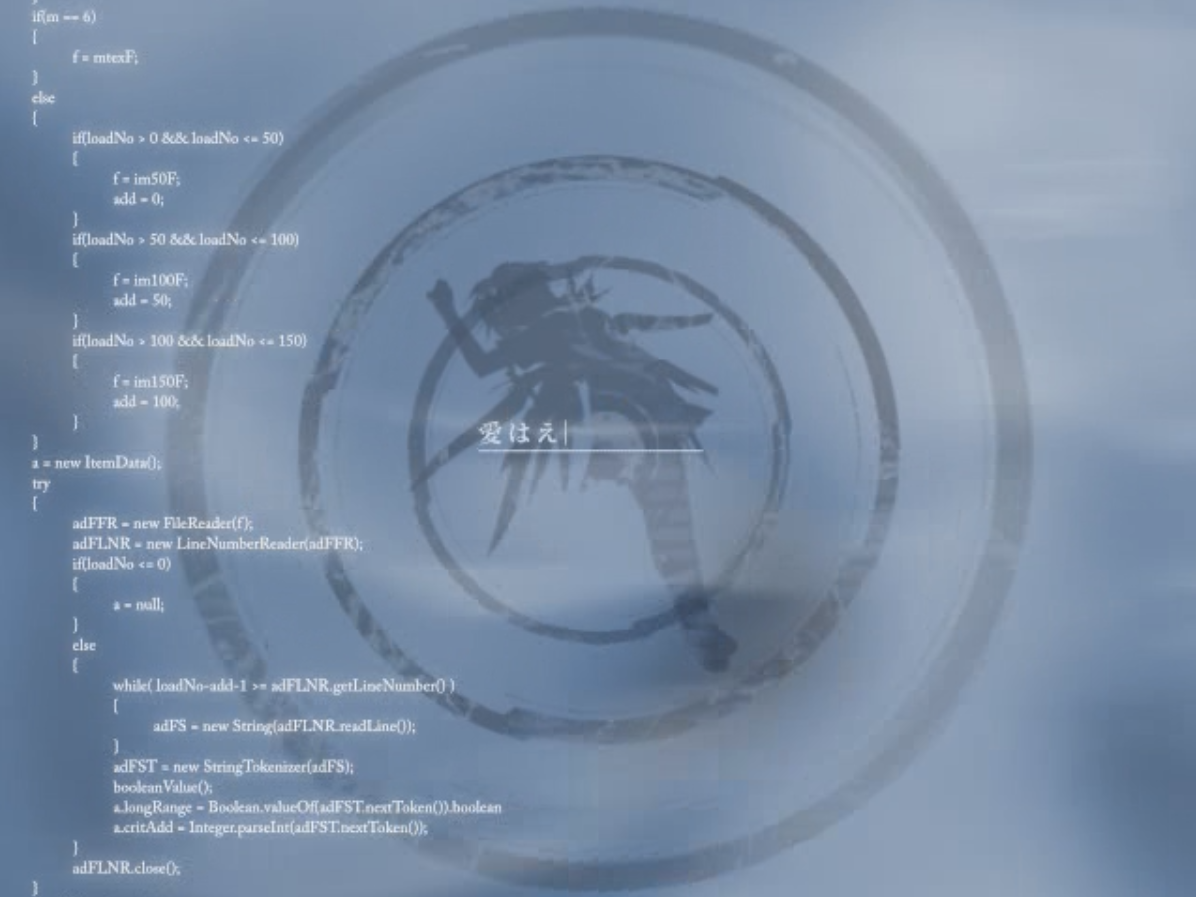 }
if(m == 6)
{
f = mtexF;
}
else
{
if(loadNo > 0 && loadNo <= 50)
{
f = im50F;
add = 0;
}
if(loadNo > 50 && loadNo <= 100)
{
f = im100F;
add = 50;
}
if(loadNo > 100 && loadNo <= 150)
{
f = im150F;
add = 100;
}
}
a = new ItemData();
try
{
adFFR = new FileReader(f);
adFLNR = new LineNumberReader(adFFR);
if(loadNo <= 0)
{
a = null;
}
else
{
while( loadNo-add-1 >= adFLNR.getLineNumber() )
{
adFS = new String(adFLNR.readLine());
}
adFST = new StringTokenizer(adFS);
booleanValue();
a.longRange = Boolean.valueOf(adFST.nextToken()).boolean
a.critAdd = Integer.parseInt(adFST.nextToken());
}
adFLNR.close();
}
愛はえ